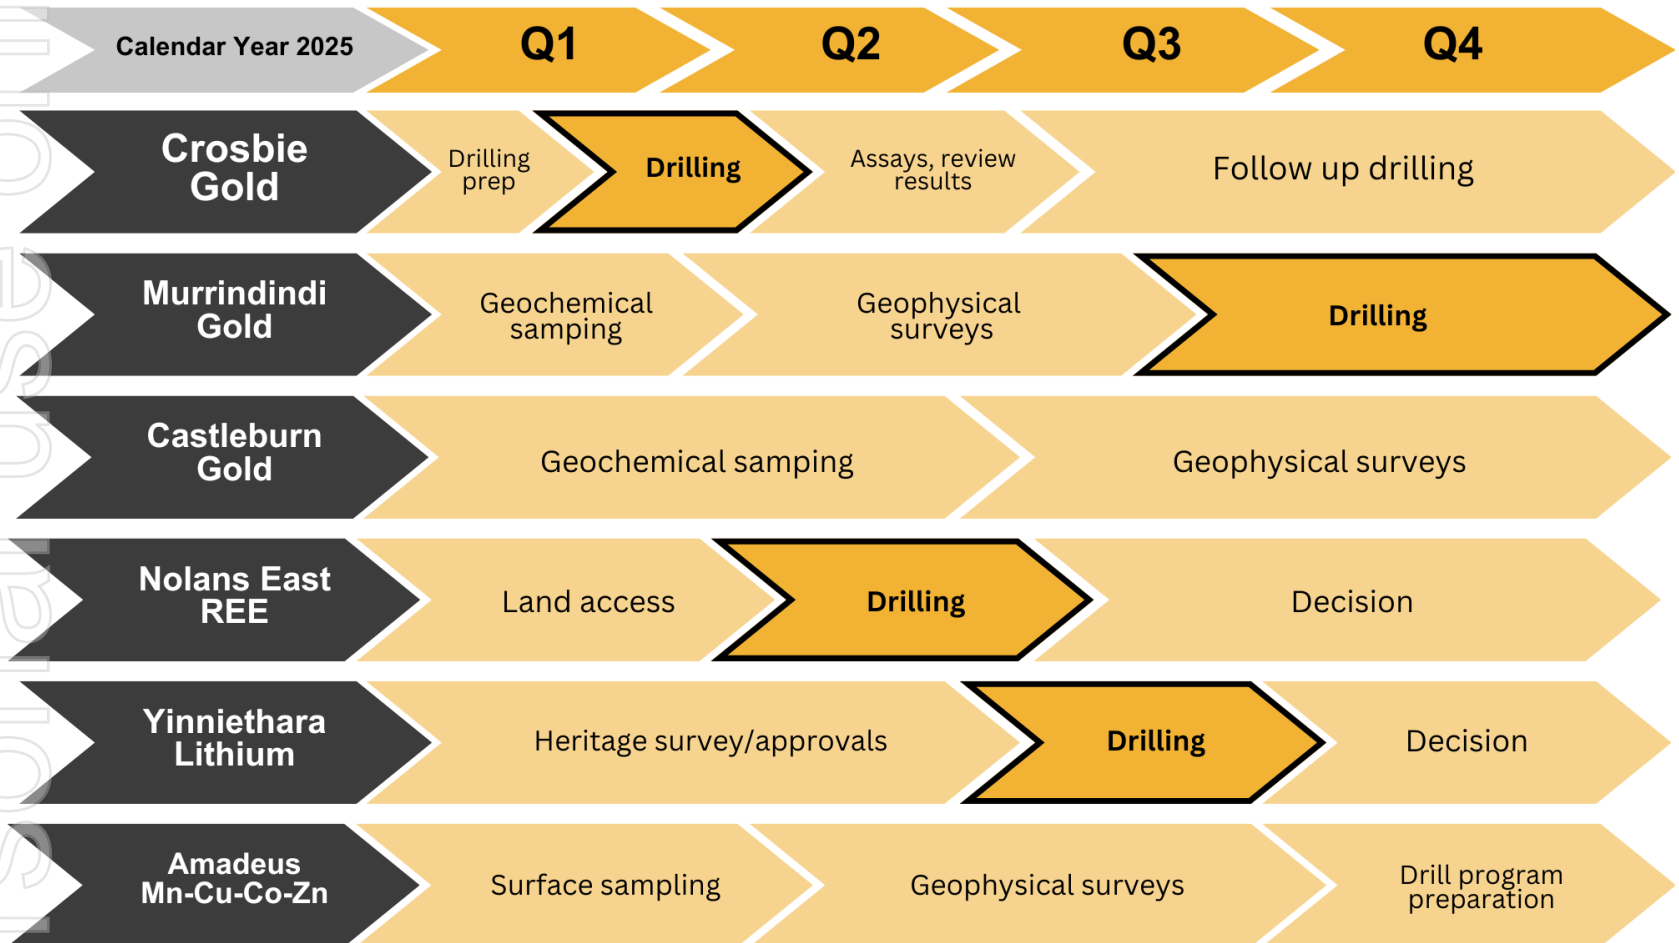 Calendar Year 2025
Q1
Q2
Q3
Q4
Crosbie
Gold
Drilling
prep
Drilling
Assays, review
results
Follow up drilling
Murrindindi
Gold
Geochemical
samping
Geophysical
surveys
Drilling
Castleburn
Gold
Geochemical samping
Geophysical surveys
Nolans East
REE
Land access
Drilling
Decision
Yinniethara
Lithium
Heritage survey/approvals
Drilling
Decision
Amadeus
Mn-Cu-Co-Zn
Surface sampling
Geophysical surveys
Drill program
preparation